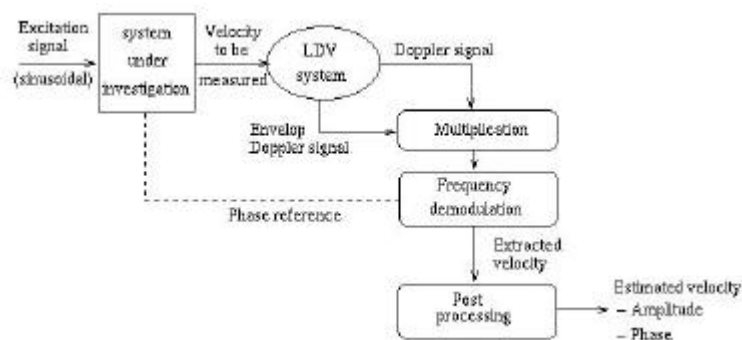 Excitation
signal
(sinusoidal)
system
under
investigation
Velocity
to be
measured
LDV
system
Doppler signal
Envelop
Doppler signal
Multiplication
Frequency
demodulation
Phase reference
Extracted
velocity
Post
processing
Estimated velocity
– Amplitude
– Phase